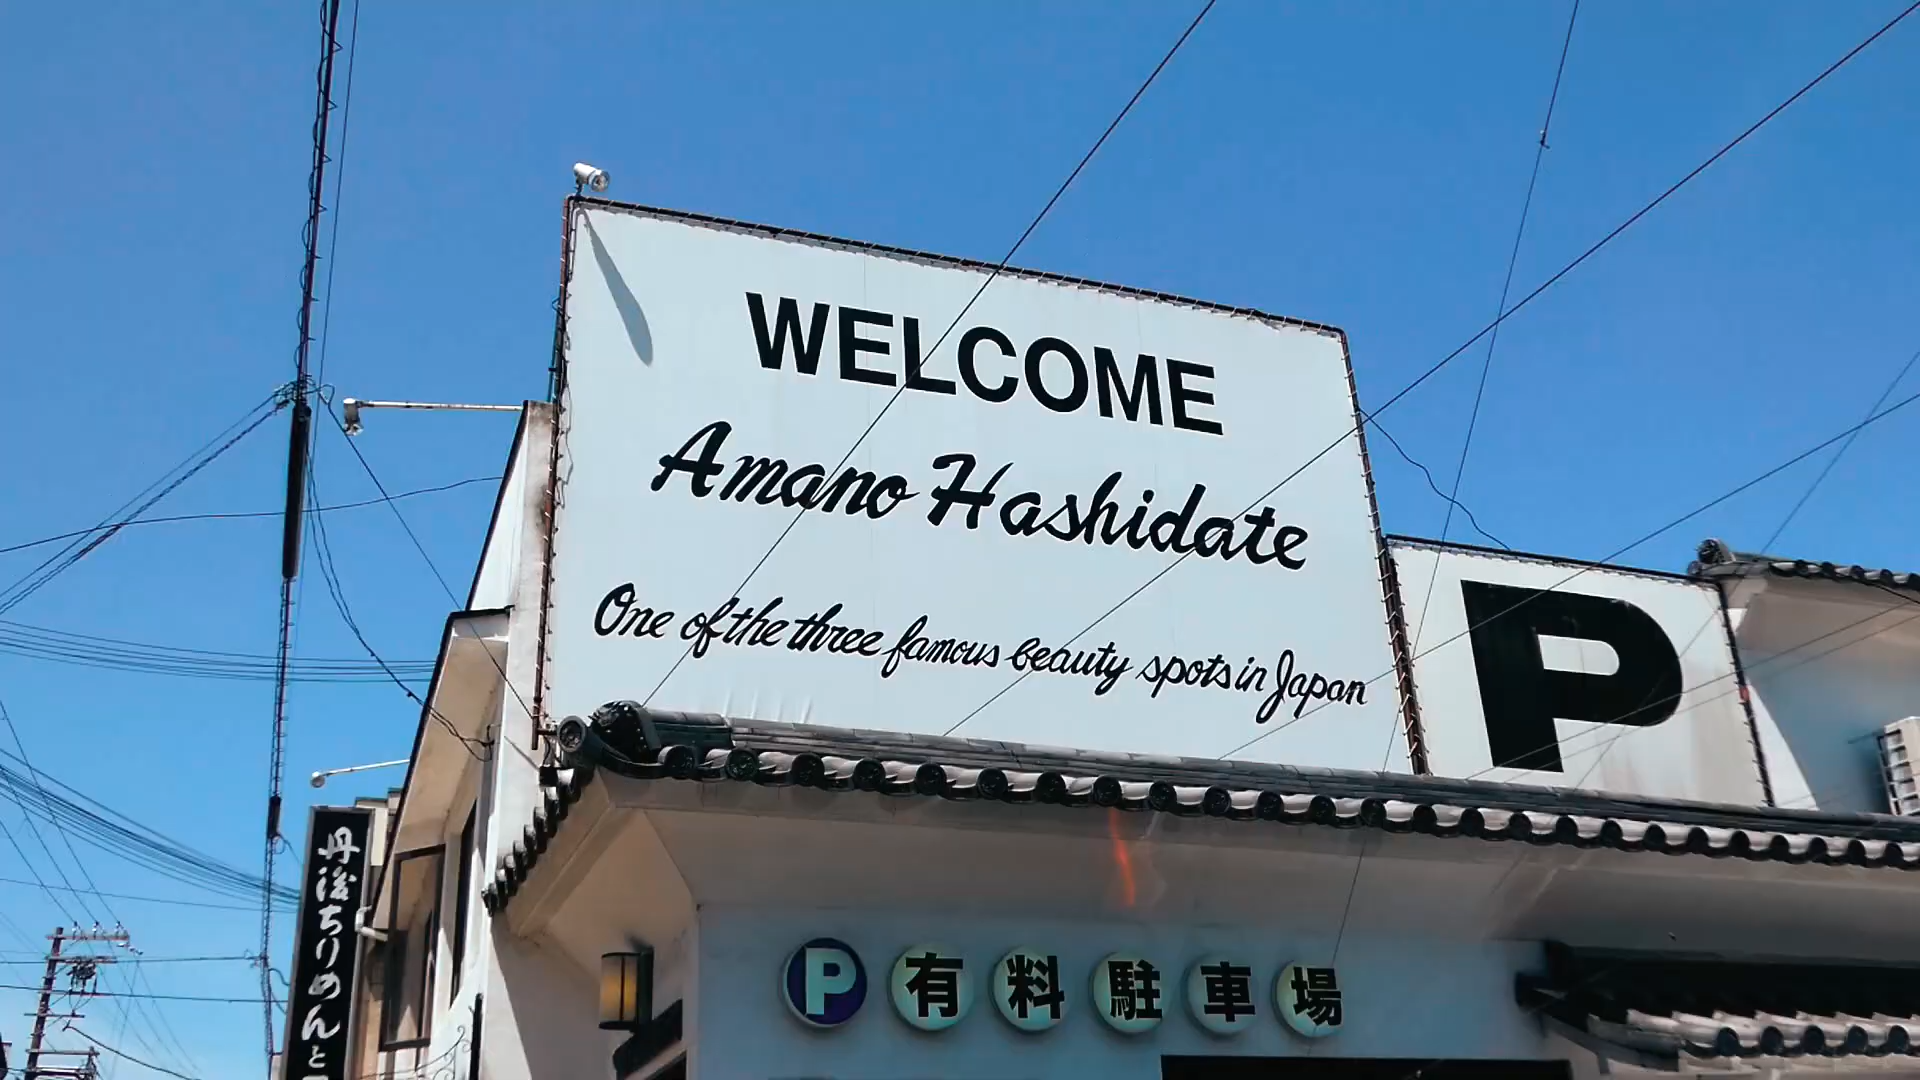 WELCOME
Amano Hashidate
One of the three famous beauty spots in Japan
P
P有料駐車場
丹後ちりめんと